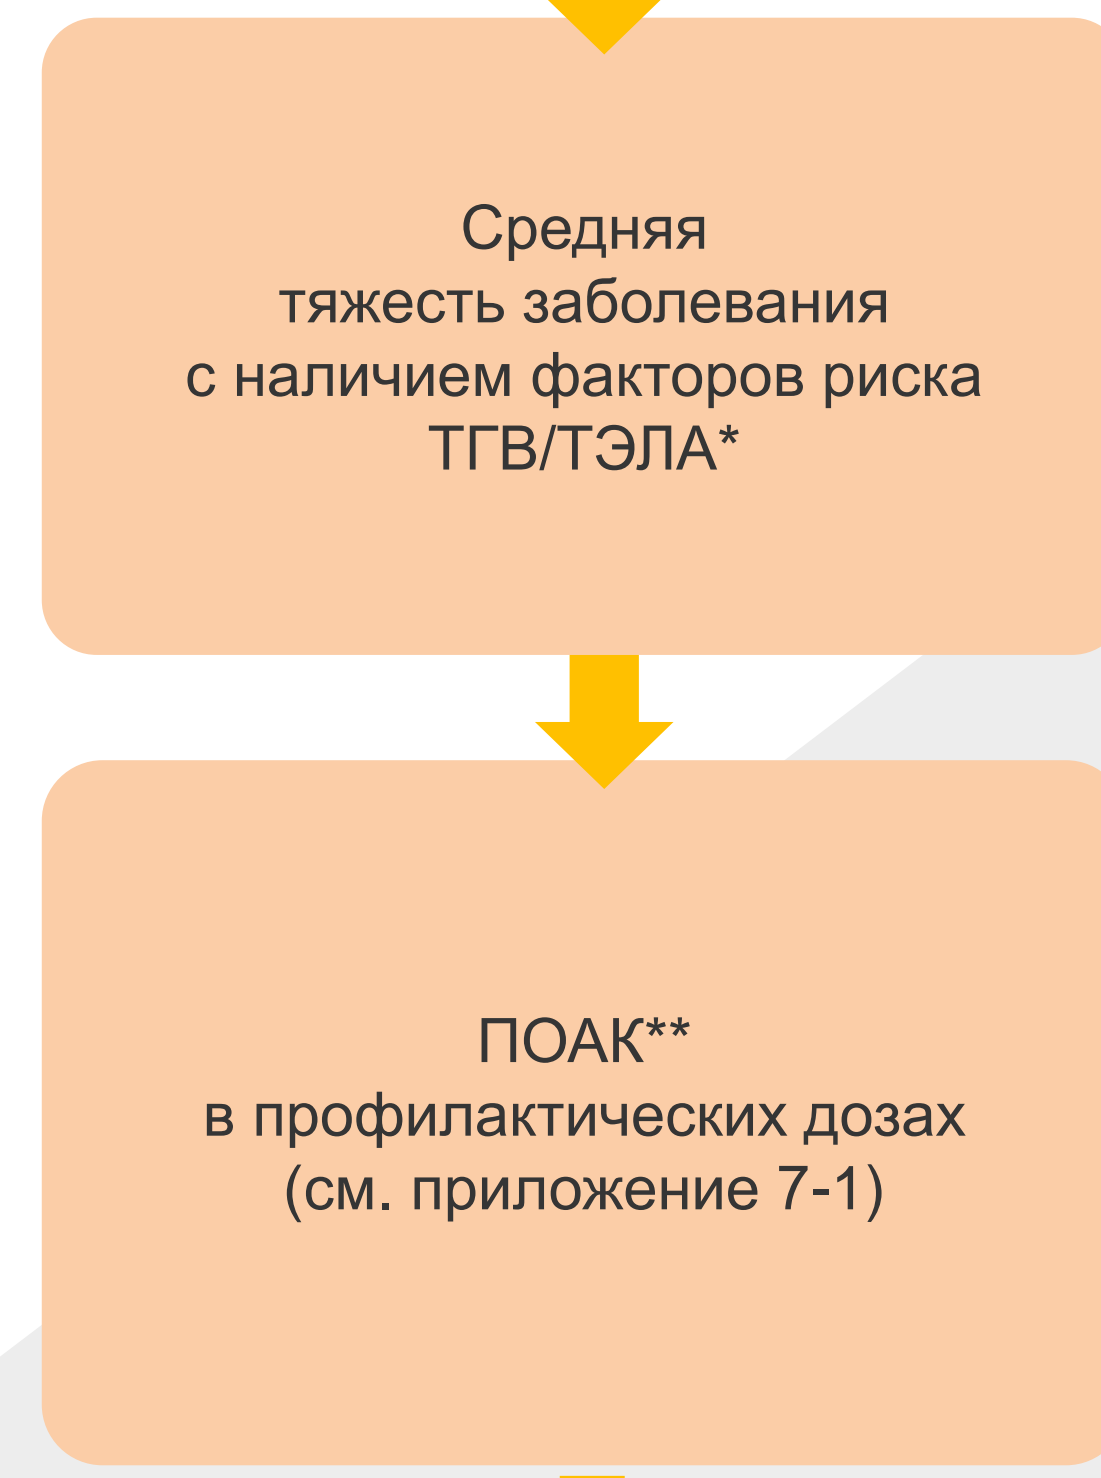 Средняя
тяжесть заболевания
с наличием факторов риска
ТГВ/ТЭЛА*
ПОАК**
в профилактических дозах
(см. приложение 7-1)